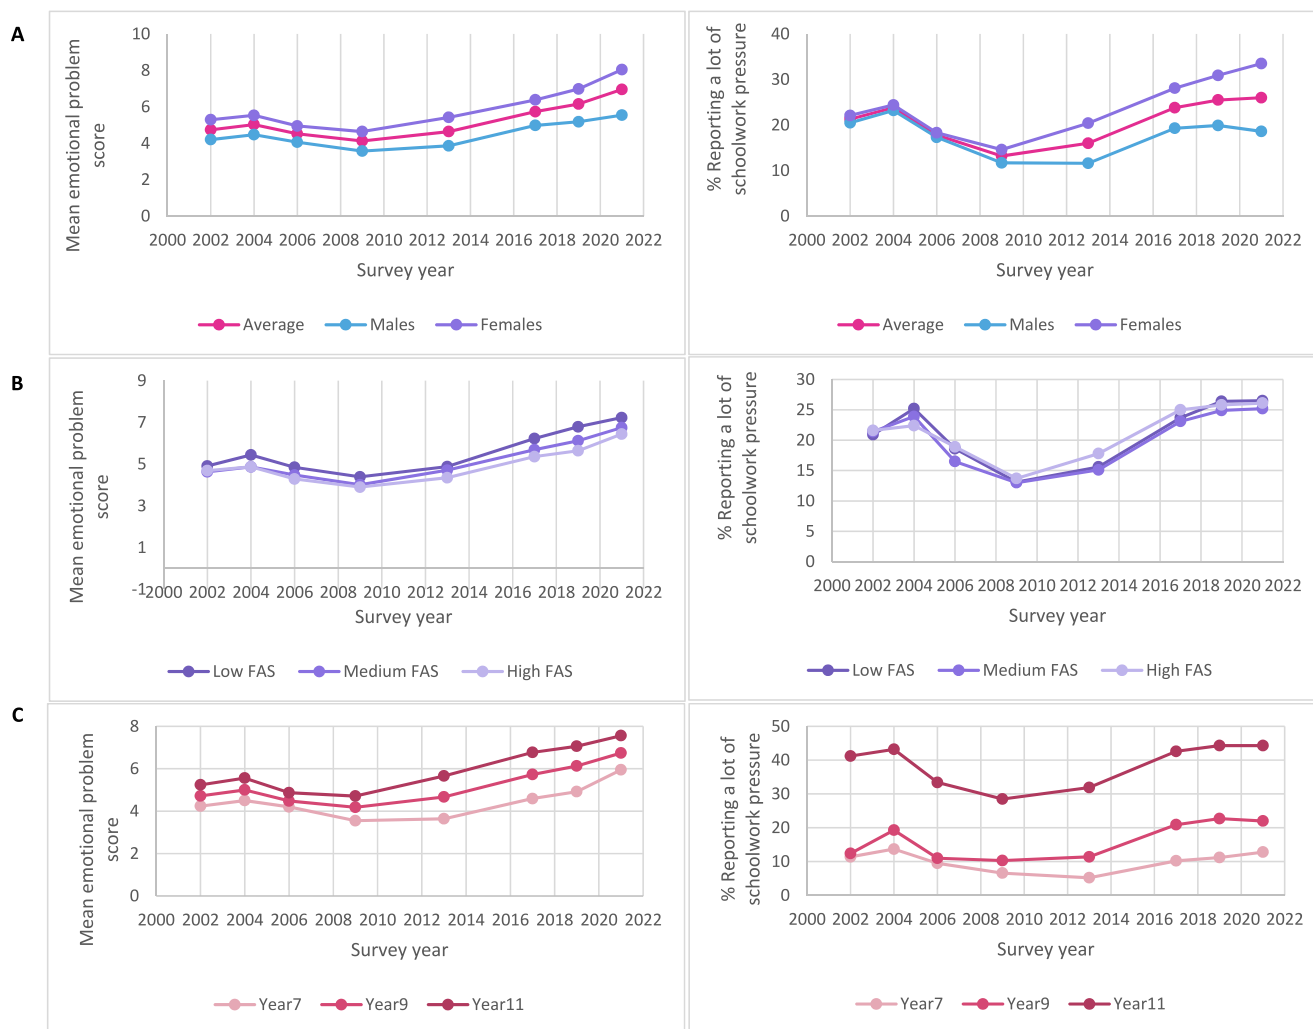 A
Mean emotional problem
score
10
8
6
4
2
0
2000 2002 2004 2006 2008 2010 2012 2014 2016 2018 2020 2022
Survey year
Average Males Females
% Reporting a lot of
schoolwork pressure
40
30
20
10
0
2000 2002 2004 2006 2008 2010 2012 2014 2016 2018 2020 2022
Survey year
Average Males Females
B
Mean emotional problem
score
9
7
5
3
1
-1
2000 2002 2004 2006 2008 2010 2012 2014 2016 2018 2020 2022
Survey year
Low FAS Medium FAS High FAS
% Reporting a lot of
schoolwork pressure
30
25
20
15
10
5
0
2000 2002 2004 2006 2008 2010 2012 2014 2016 2018 2020 2022
Survey year
Low FAS Medium FAS High FAS
C
Mean emotional problem
score
8
6
4
2
0
2000 2002 2004 2006 2008 2010 2012 2014 2016 2018 2020 2022
Survey year
Year7 Year9 Year11
% Reporting a lot of
schoolwork pressure
50
40
30
20
10
0
2000 2002 2004 2006 2008 2010 2012 2014 2016 2018 2020 2022
Survey year
Year7 Year9 Year11